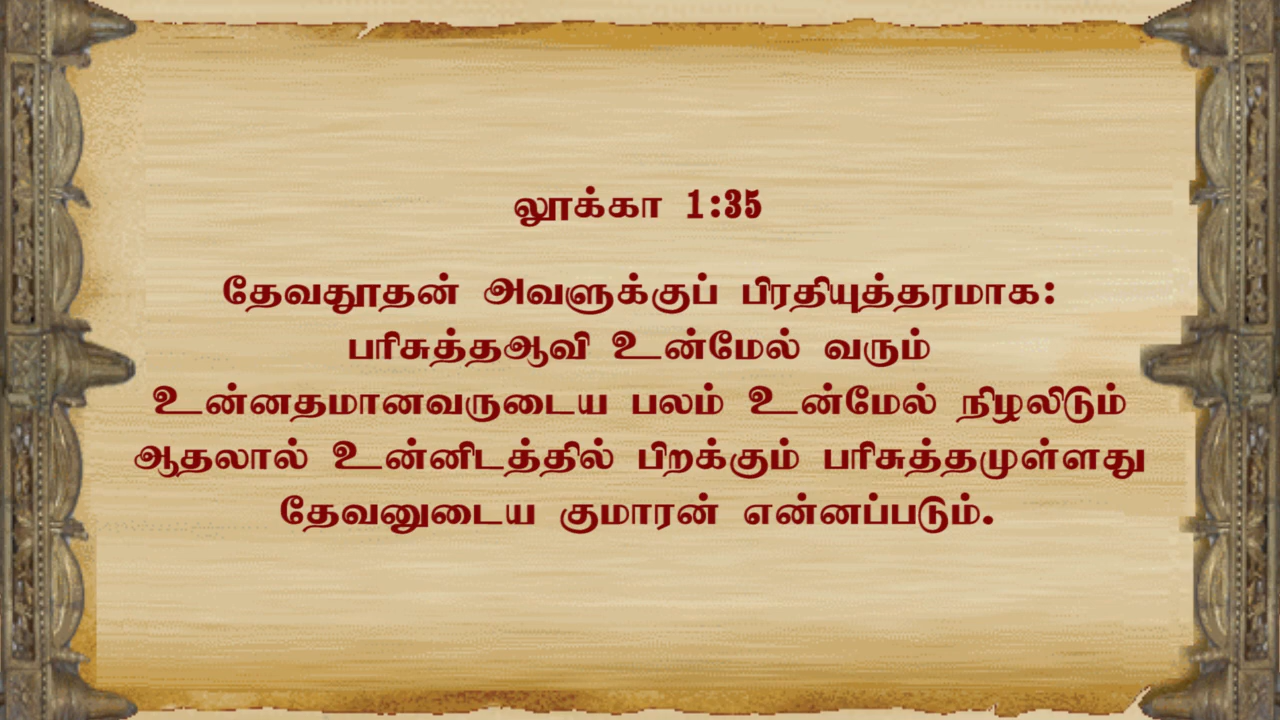 லூக்கா 1:35
தேவதூதன் அவளுக்குப் பிரதியுத்தரமாக:
பரிசுத்தஆவி உன்மேல் வரும்
உன்னதமானவருடைய பலம் உன்மேல் நிழலிடும்
ஆதலால் உன்னிடத்தில் பிறக்கும் பரிசுத்தமுள்ளது
தேவனுடைய குமாரன் என்னப்படும்.